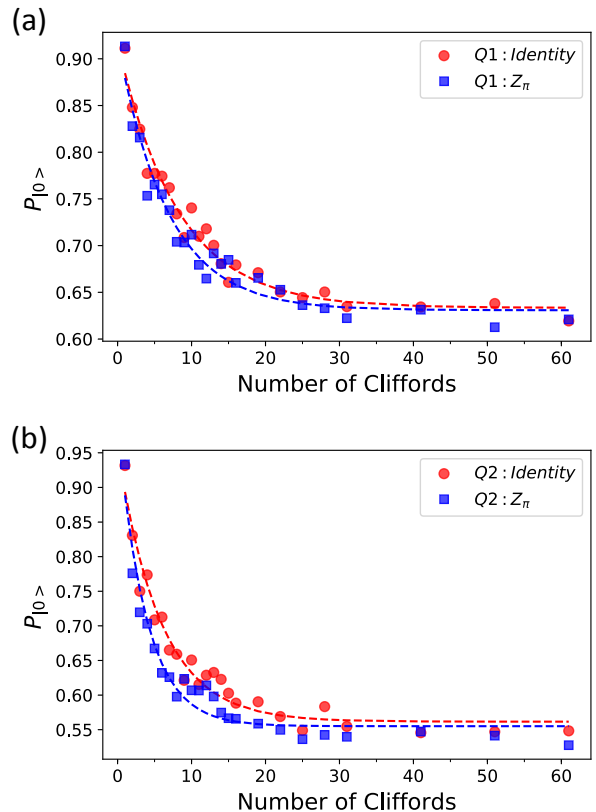 (a)
0.90
0.85
0.80
0.75
0.70
0.65
0.60
P|0>
Q1: Identity
Q1: Zπ
0 10 20 30 40 50 60
Number of Cliffords
(b)
0.95
0.90
0.85
0.80
0.75
0.70
0.65
0.60
0.55
P|0>
Q2: Identity
Q2: Zπ
0 10 20 30 40 50 60
Number of Cliffords